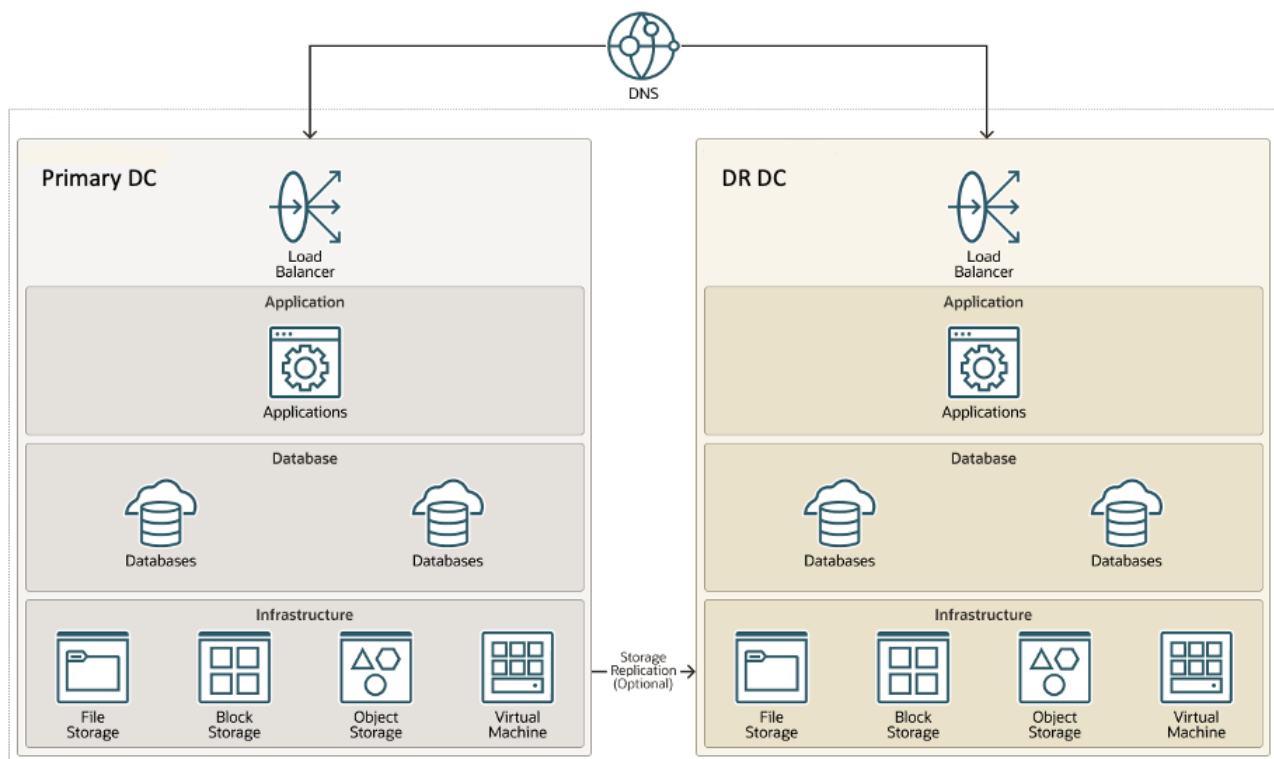 DNS
Primary DC
Load
Balancer
Application
Applications
Database
Databases
Databases
Infrastructure
File
Storage
Block
Storage
Object
Storage
Virtual
Machine
Storage
Replication
(Optional)
DR DC
Load
Balancer
Application
Applications
Database
Databases
Databases
Infrastructure
File
Storage
Block
Storage
Object
Storage
Virtual
Machine